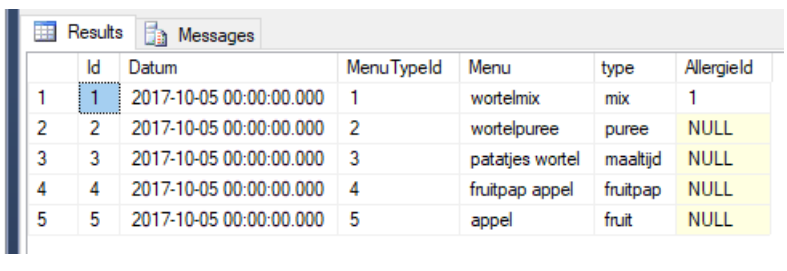 Results Messages
Id Datum MenuTypeId Menu type AllergieId
1 1 2017-10-05 00:00:00.000 1 wortelmix mix 1
2 2 2017-10-05 00:00:00.000 2 wortelpuree puree NULL
3 3 2017-10-05 00:00:00.000 3 patatjes wortel maaltijd NULL
4 4 2017-10-05 00:00:00.000 4 fruitpap appel fruitpap NULL
5 5 2017-10-05 00:00:00.000 5 appel fruit NULL